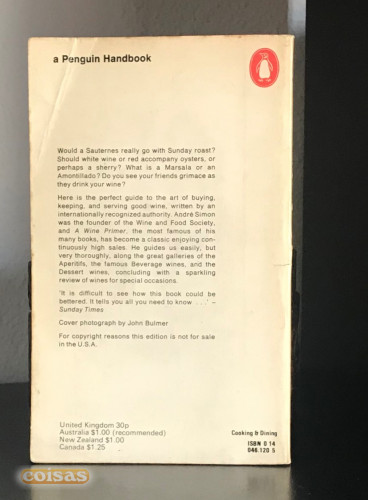 a Penguin Handbook
Would a Sauternes really go with Sunday roast?
Should white wine or red accompany oysters, or
perhaps a sherry? What is a Marsala or an
Amontillado? Do you see your friends grimace as
they drink your wine?
Here is the perfect guide to the art of buying,
keeping, and serving good wine, written by an
internationally recognized authority. André Simon
was the founder of the Wine and Food Society,
and A Wine Primer, the most famous of his
many books, has become a classic enjoying con-
tinuously high sales. He guides us easily, but
very thoroughly, along the great galleries of the
Aperitifs, the famous Beverage wines, and the
Dessert wines, concluding with a sparkling
review of wines for special occasions.
'It is difficult to see how this book could be
bettered. It tells you all you need to know . . .' –
Sunday Times
Cover photograph by John Bulmer
For copyright reasons this edition is not for sale
in the U.S.A.
United Kingdom 30p
Australia $1.00 (recommended)
New Zealand $1.00
Canada $1.25
Cooking & Dining
ISBN 0 14
046.120 5
coisas